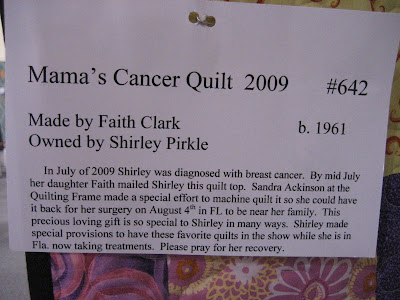 Mama's Cancer Quilt 2009 #642
Made by Faith Clark b. 1961
Owned by Shirley Pirkle
In July of 2009 Shirley was diagnosed with breast cancer. By mid July
her daughter Faith mailed Shirley this quilt top. Sandra Ackinson at the
Quilting Frame made a special effort to machine quilt it so she could have
it back for her surgery on August 4th in FL to be near her family. This
precious loving gift is so special to Shirley in many ways. Shirley made
special provisions to have these favorite quilts in the show while she is in
Fla. now taking treatments. Please pray for her recovery.